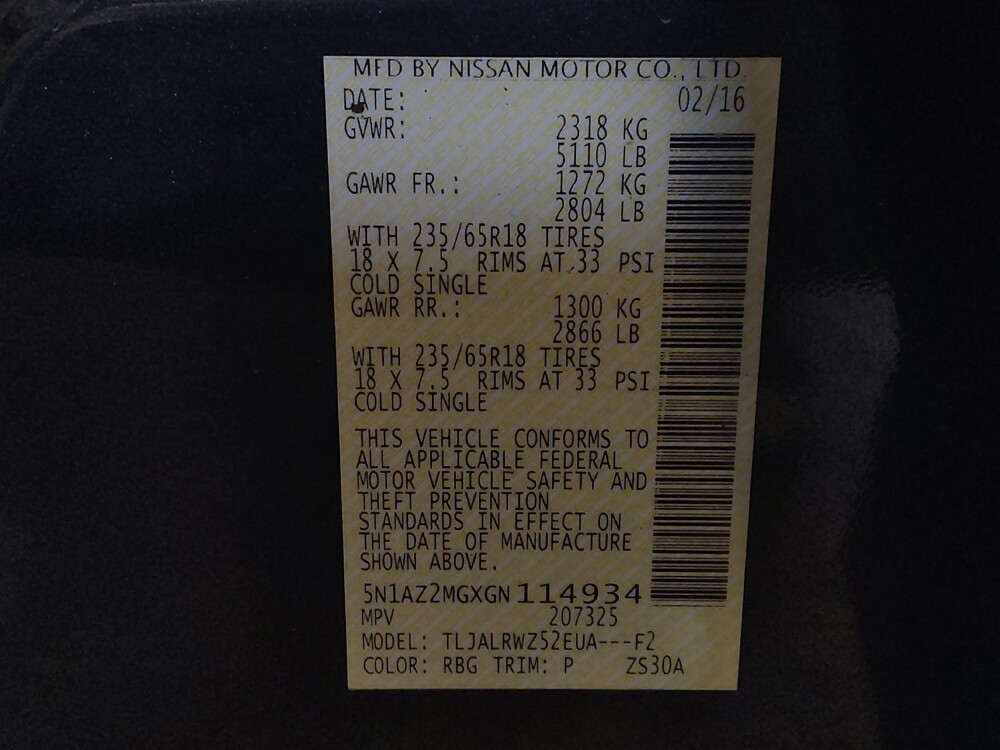 MFD BY NISSAN MOTOR CO., LTD.
DATE: 02/16
GVWR: 2318 KG
5110 LB
GAWR FR.: 1272 KG
2804 LB
WITH 235/65R18 TIRES
18 X 7.5 RIMS AT 33 PSI
COLD SINGLE
GAWR RR.: 1300 KG
2866 LB
WITH 235/65R18 TIRES
18 X 7.5 RIMS AT 33 PSI
COLD SINGLE
THIS VEHICLE CONFORMS TO
ALL APPLICABLE FEDERAL
MOTOR VEHICLE SAFETY AND
THEFT PREVENTION
STANDARDS IN EFFECT ON
THE DATE OF MANUFACTURE
SHOWN ABOVE.
5N1AZ2MGXGN114934
MPV 207325
MODEL: TLJALRWZ52EUA---F2
COLOR: RBG TRIM: P ZS30A